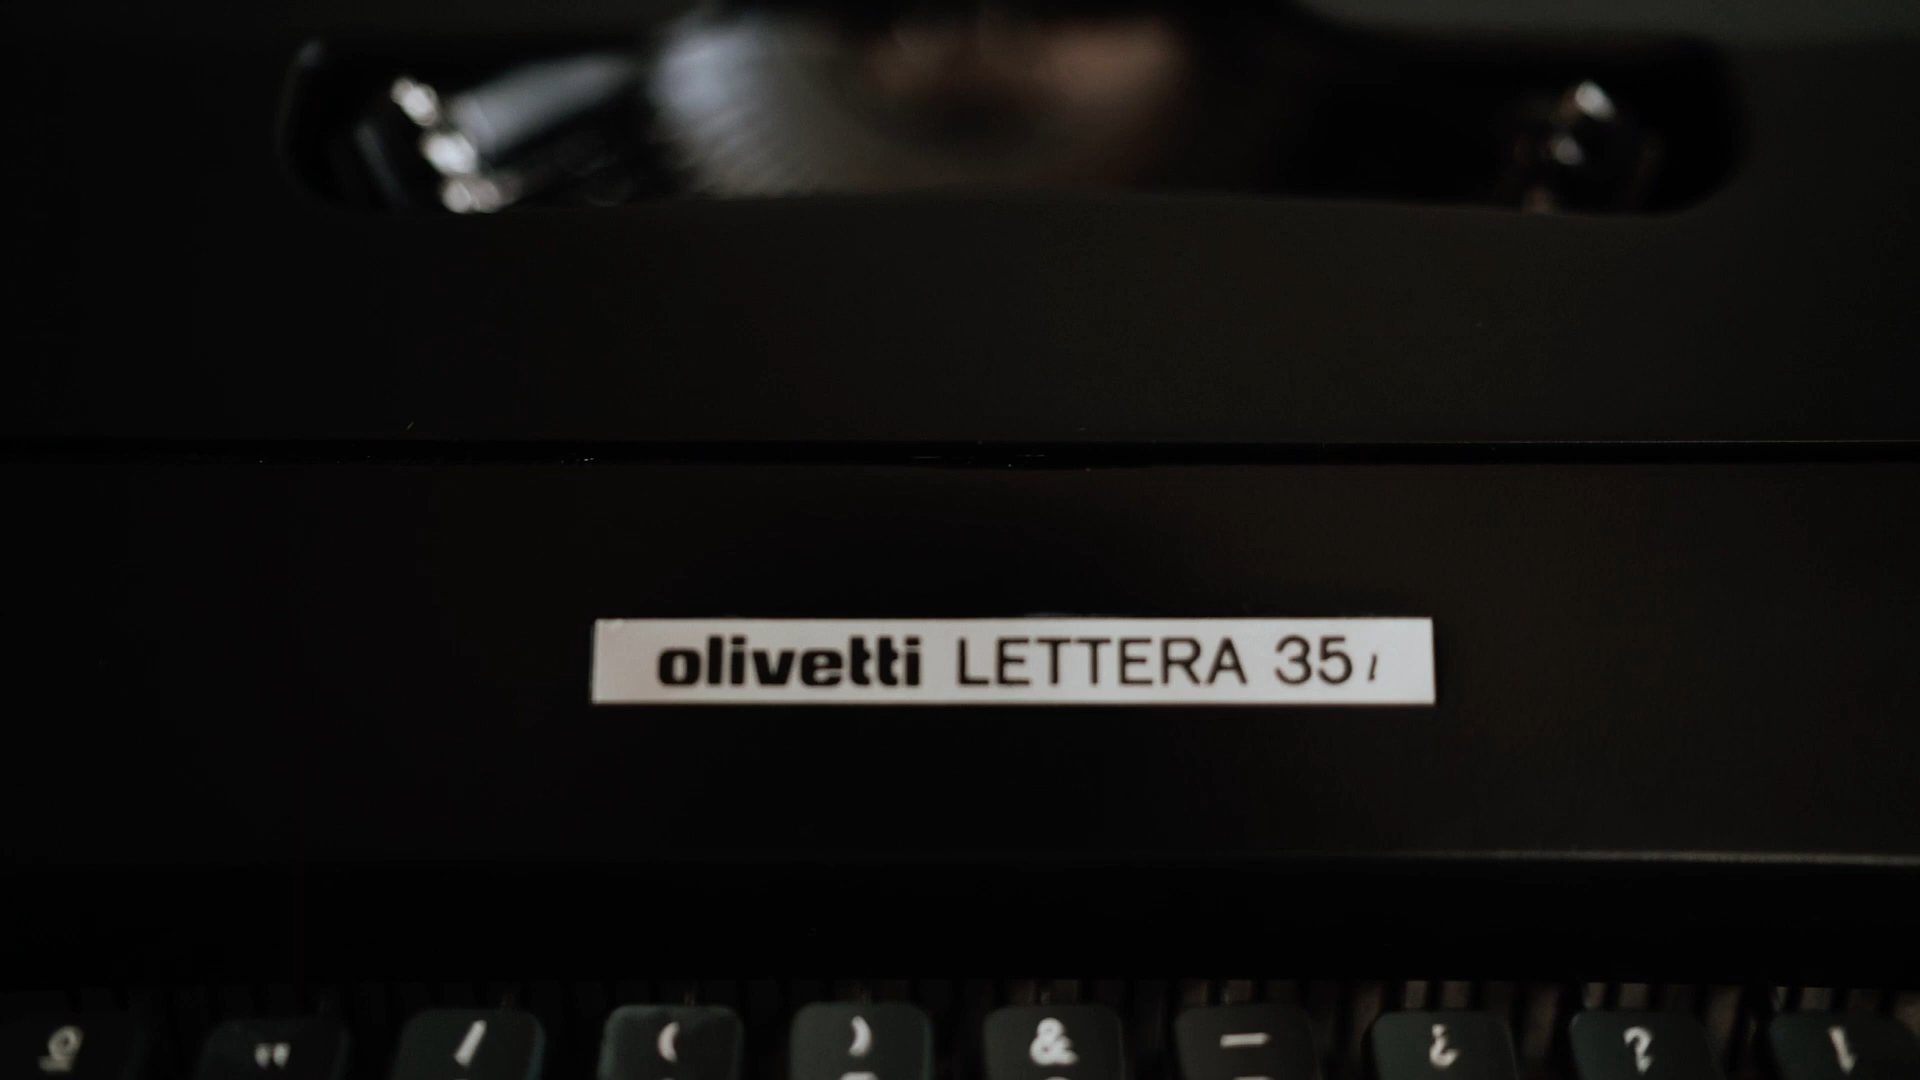 olivetti LETTERA 35 l
º " / ( ) & — ¿ ?